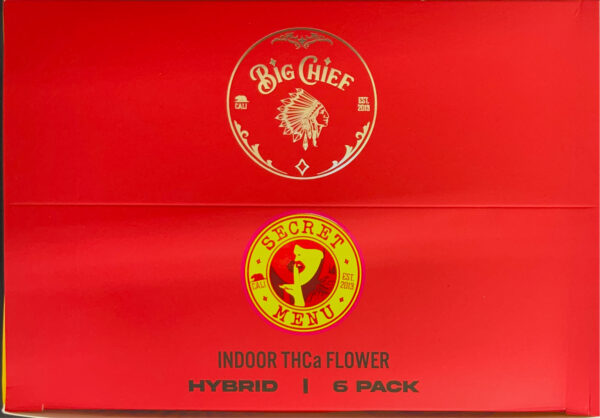 BIG CHIEF
CALI
EST.
2013
SECRET
CALI
EST.
2013
MENU
INDOOR THCa FLOWER
HYBRID | 6 PACK